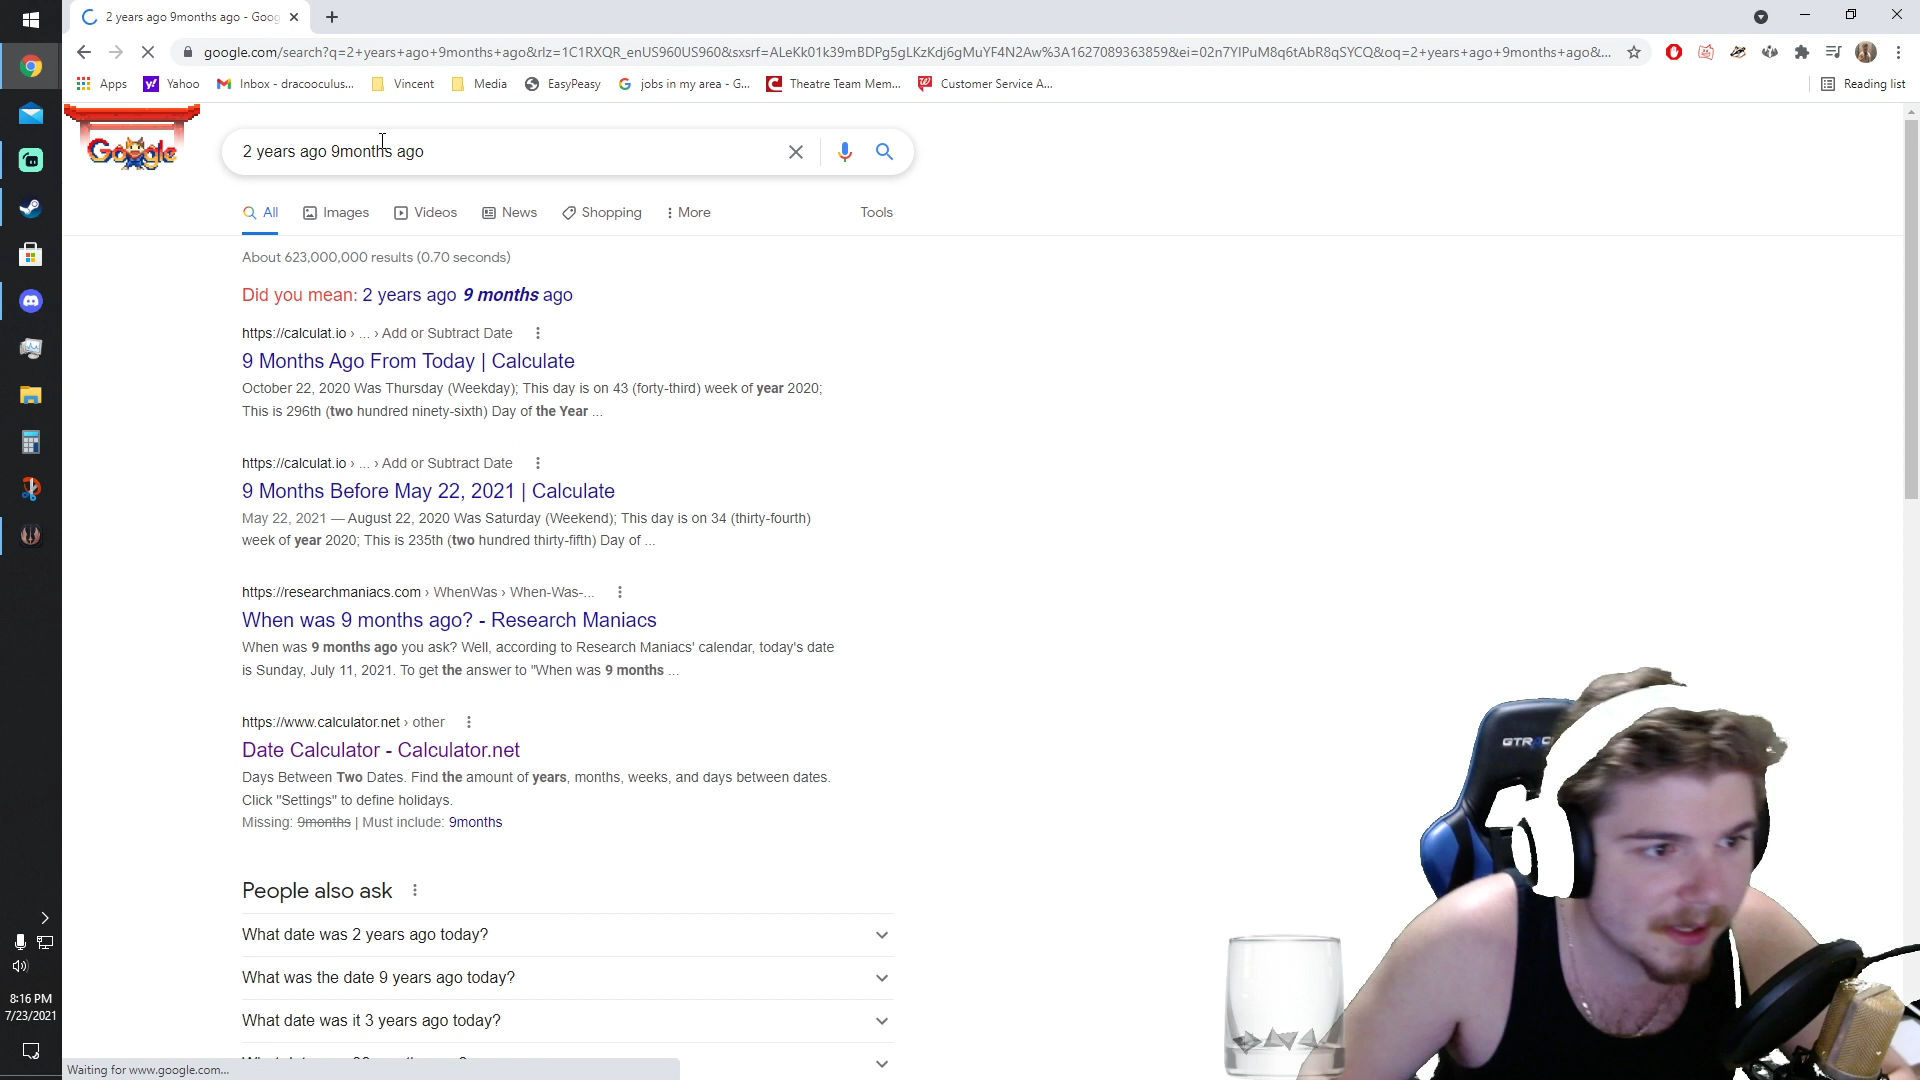 2 years ago 9months ago - Goog
google.com/search?q=2+years+ago+9months+ago&rlz=1C1RXQR_enUS960US960&sxsrf=ALeKk01k39mBDPg5gLKzKdj6gMuYF4N2Aw%3A1627089363859&ei=02n7YIPuM8q6tAbR8qSYCQ&oq=2+years+ago+9months+ago&...
Apps Yahoo Inbox - dracooculus... Vincent Media EasyPeasy jobs in my area - G... Theatre Team Mem... Customer Service A... Reading list
Google
2 years ago 9months ago
All Images Videos News Shopping More Tools
About 623,000,000 results (0.70 seconds)
Did you mean: 2 years ago 9 months ago
https://calculat.io › ... › Add or Subtract Date
9 Months Ago From Today | Calculate
October 22, 2020 Was Thursday (Weekday); This day is on 43 (forty-third) week of year 2020;
This is 296th (two hundred ninety-sixth) Day of the Year ...
https://calculat.io › ... › Add or Subtract Date
9 Months Before May 22, 2021 | Calculate
May 22, 2021 — August 22, 2020 Was Saturday (Weekend); This day is on 34 (thirty-fourth)
week of year 2020; This is 235th (two hundred thirty-fifth) Day of ...
https://researchmaniacs.com › WhenWas › When-Was-...
When was 9 months ago? - Research Maniacs
When was 9 months ago you ask? Well, according to Research Maniacs' calendar, today's date
is Sunday, July 11, 2021. To get the answer to "When was 9 months ...
https://www.calculator.net › other
Date Calculator - Calculator.net
Days Between Two Dates. Find the amount of years, months, weeks, and days between dates.
Click "Settings" to define holidays.
Missing: 9months | Must include: 9months
People also ask
What date was 2 years ago today?
What was the date 9 years ago today?
What date was it 3 years ago today?
Waiting for www.google.com...
8:16 PM
7/23/2021